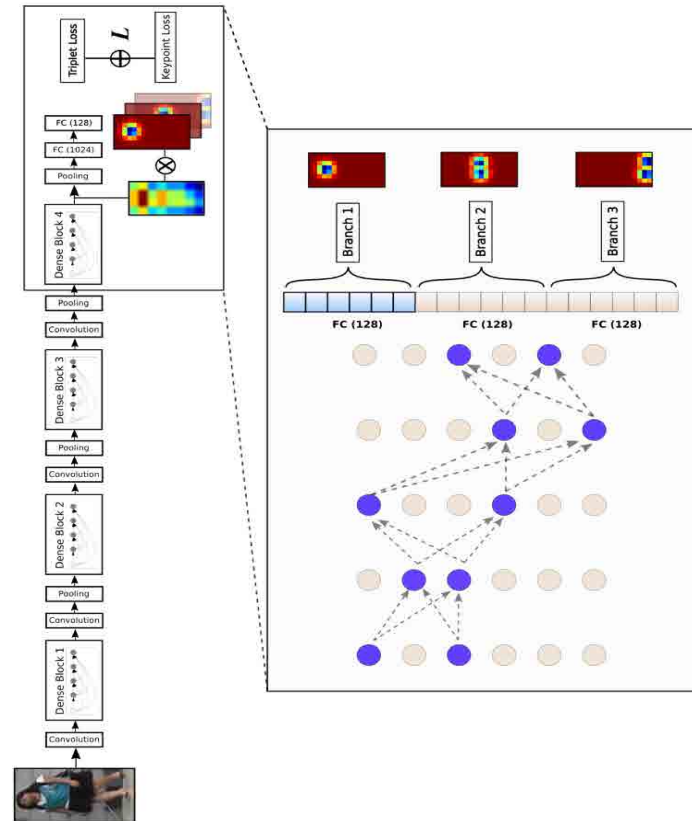 Convolution
Dense Block 1
Convolution
Pooling
Dense Block 2
Convolution
Pooling
Dense Block 3
Convolution
Pooling
Dense Block 4
Pooling
FC (1024)
FC (128)
Triplet Loss
L
Keypoint Loss
Branch 1
Branch 2
Branch 3
FC (128)
FC (128)
FC (128)